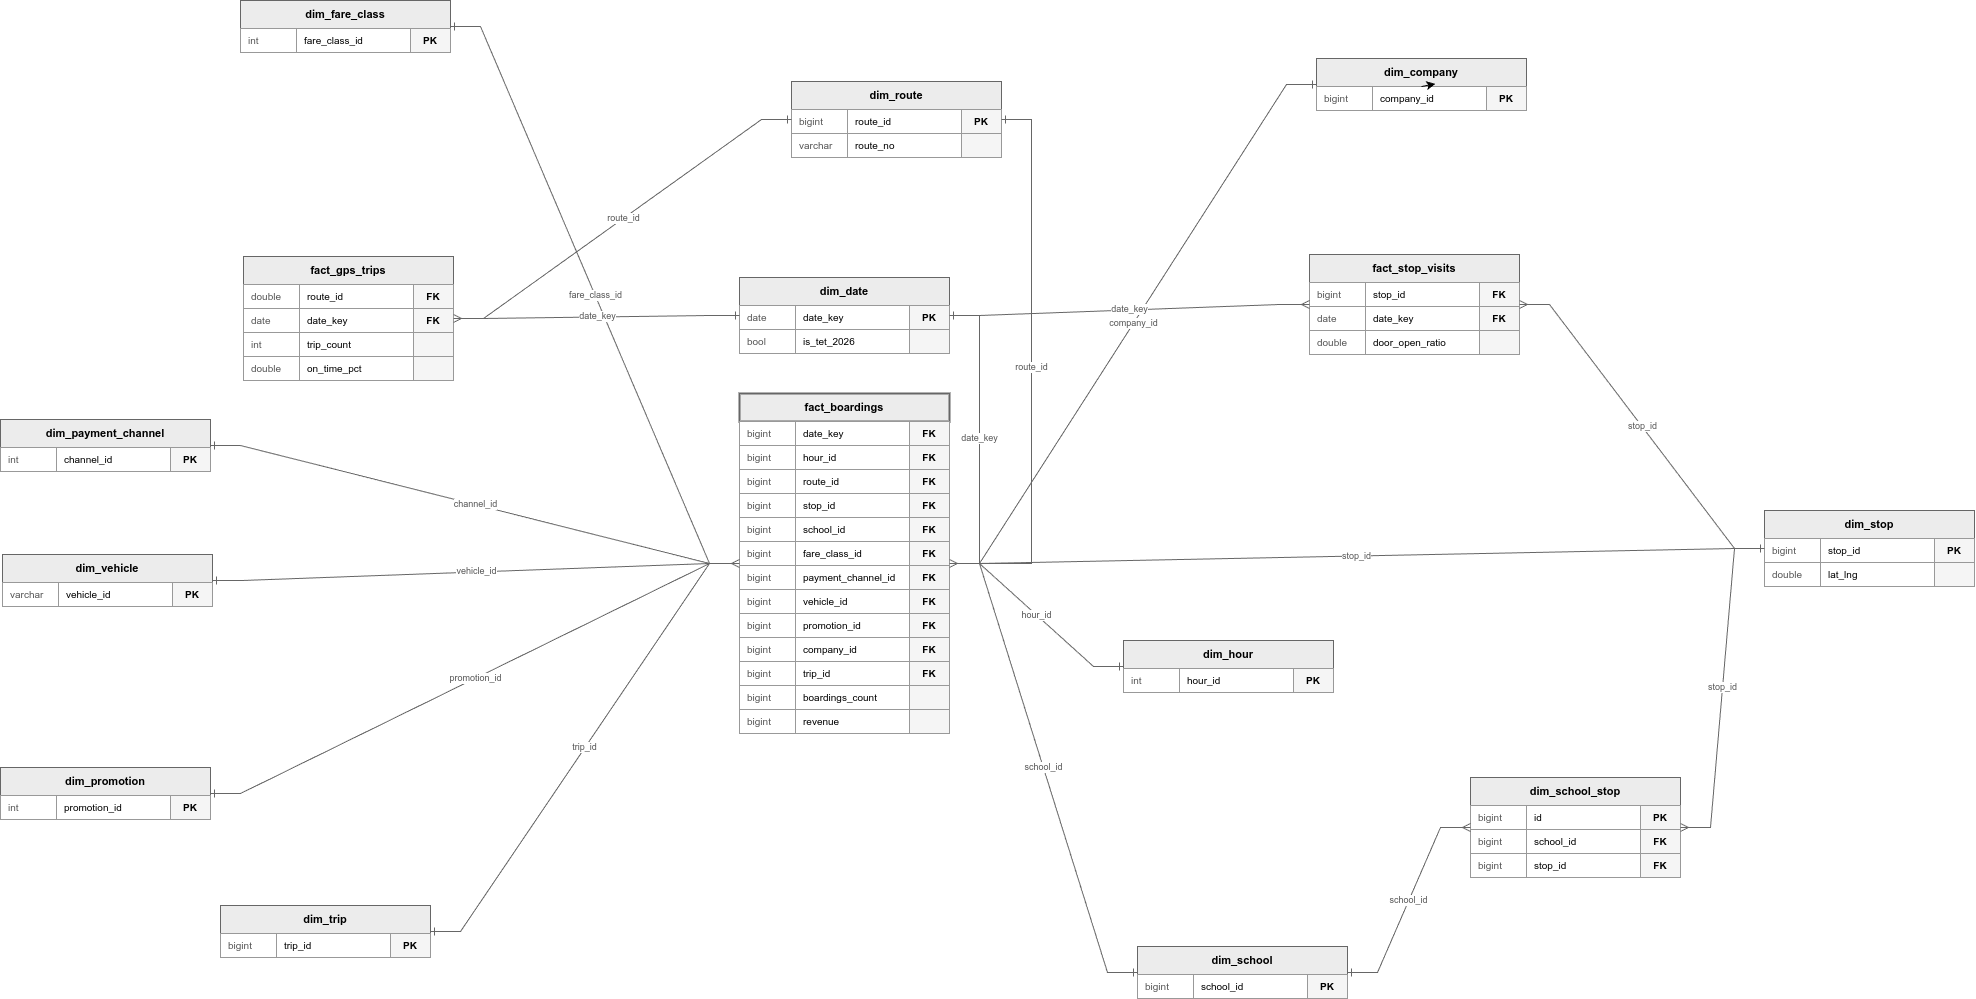 dim_fare_class
int fare_class_id PK
dim_company
bigint company_id PK
dim_route
bigint route_id PK
varchar route_no
route_id
fact_gps_trips
double route_id FK
date date_key FK
int trip_count
double on_time_pct
fare_class_id
date_key
dim_date
date date_key PK
bool is_tet_2026
date_key
company_id
fact_stop_visits
bigint stop_id FK
date date_key FK
double door_open_ratio
route_id
date_key
stop_id
dim_payment_channel
int channel_id PK
channel_id
fact_boardings
bigint date_key FK
bigint hour_id FK
bigint route_id FK
bigint stop_id FK
bigint school_id FK
bigint fare_class_id FK
bigint payment_channel_id FK
bigint vehicle_id FK
bigint promotion_id FK
bigint company_id FK
bigint trip_id FK
bigint boardings_count
bigint revenue
dim_vehicle
varchar vehicle_id PK
vehicle_id
stop_id
dim_stop
bigint stop_id PK
double lat_lng
hour_id
dim_hour
int hour_id PK
promotion_id
stop_id
trip_id
school_id
dim_promotion
int promotion_id PK
dim_school_stop
bigint id PK
bigint school_id FK
bigint stop_id FK
school_id
dim_trip
bigint trip_id PK
dim_school
bigint school_id PK